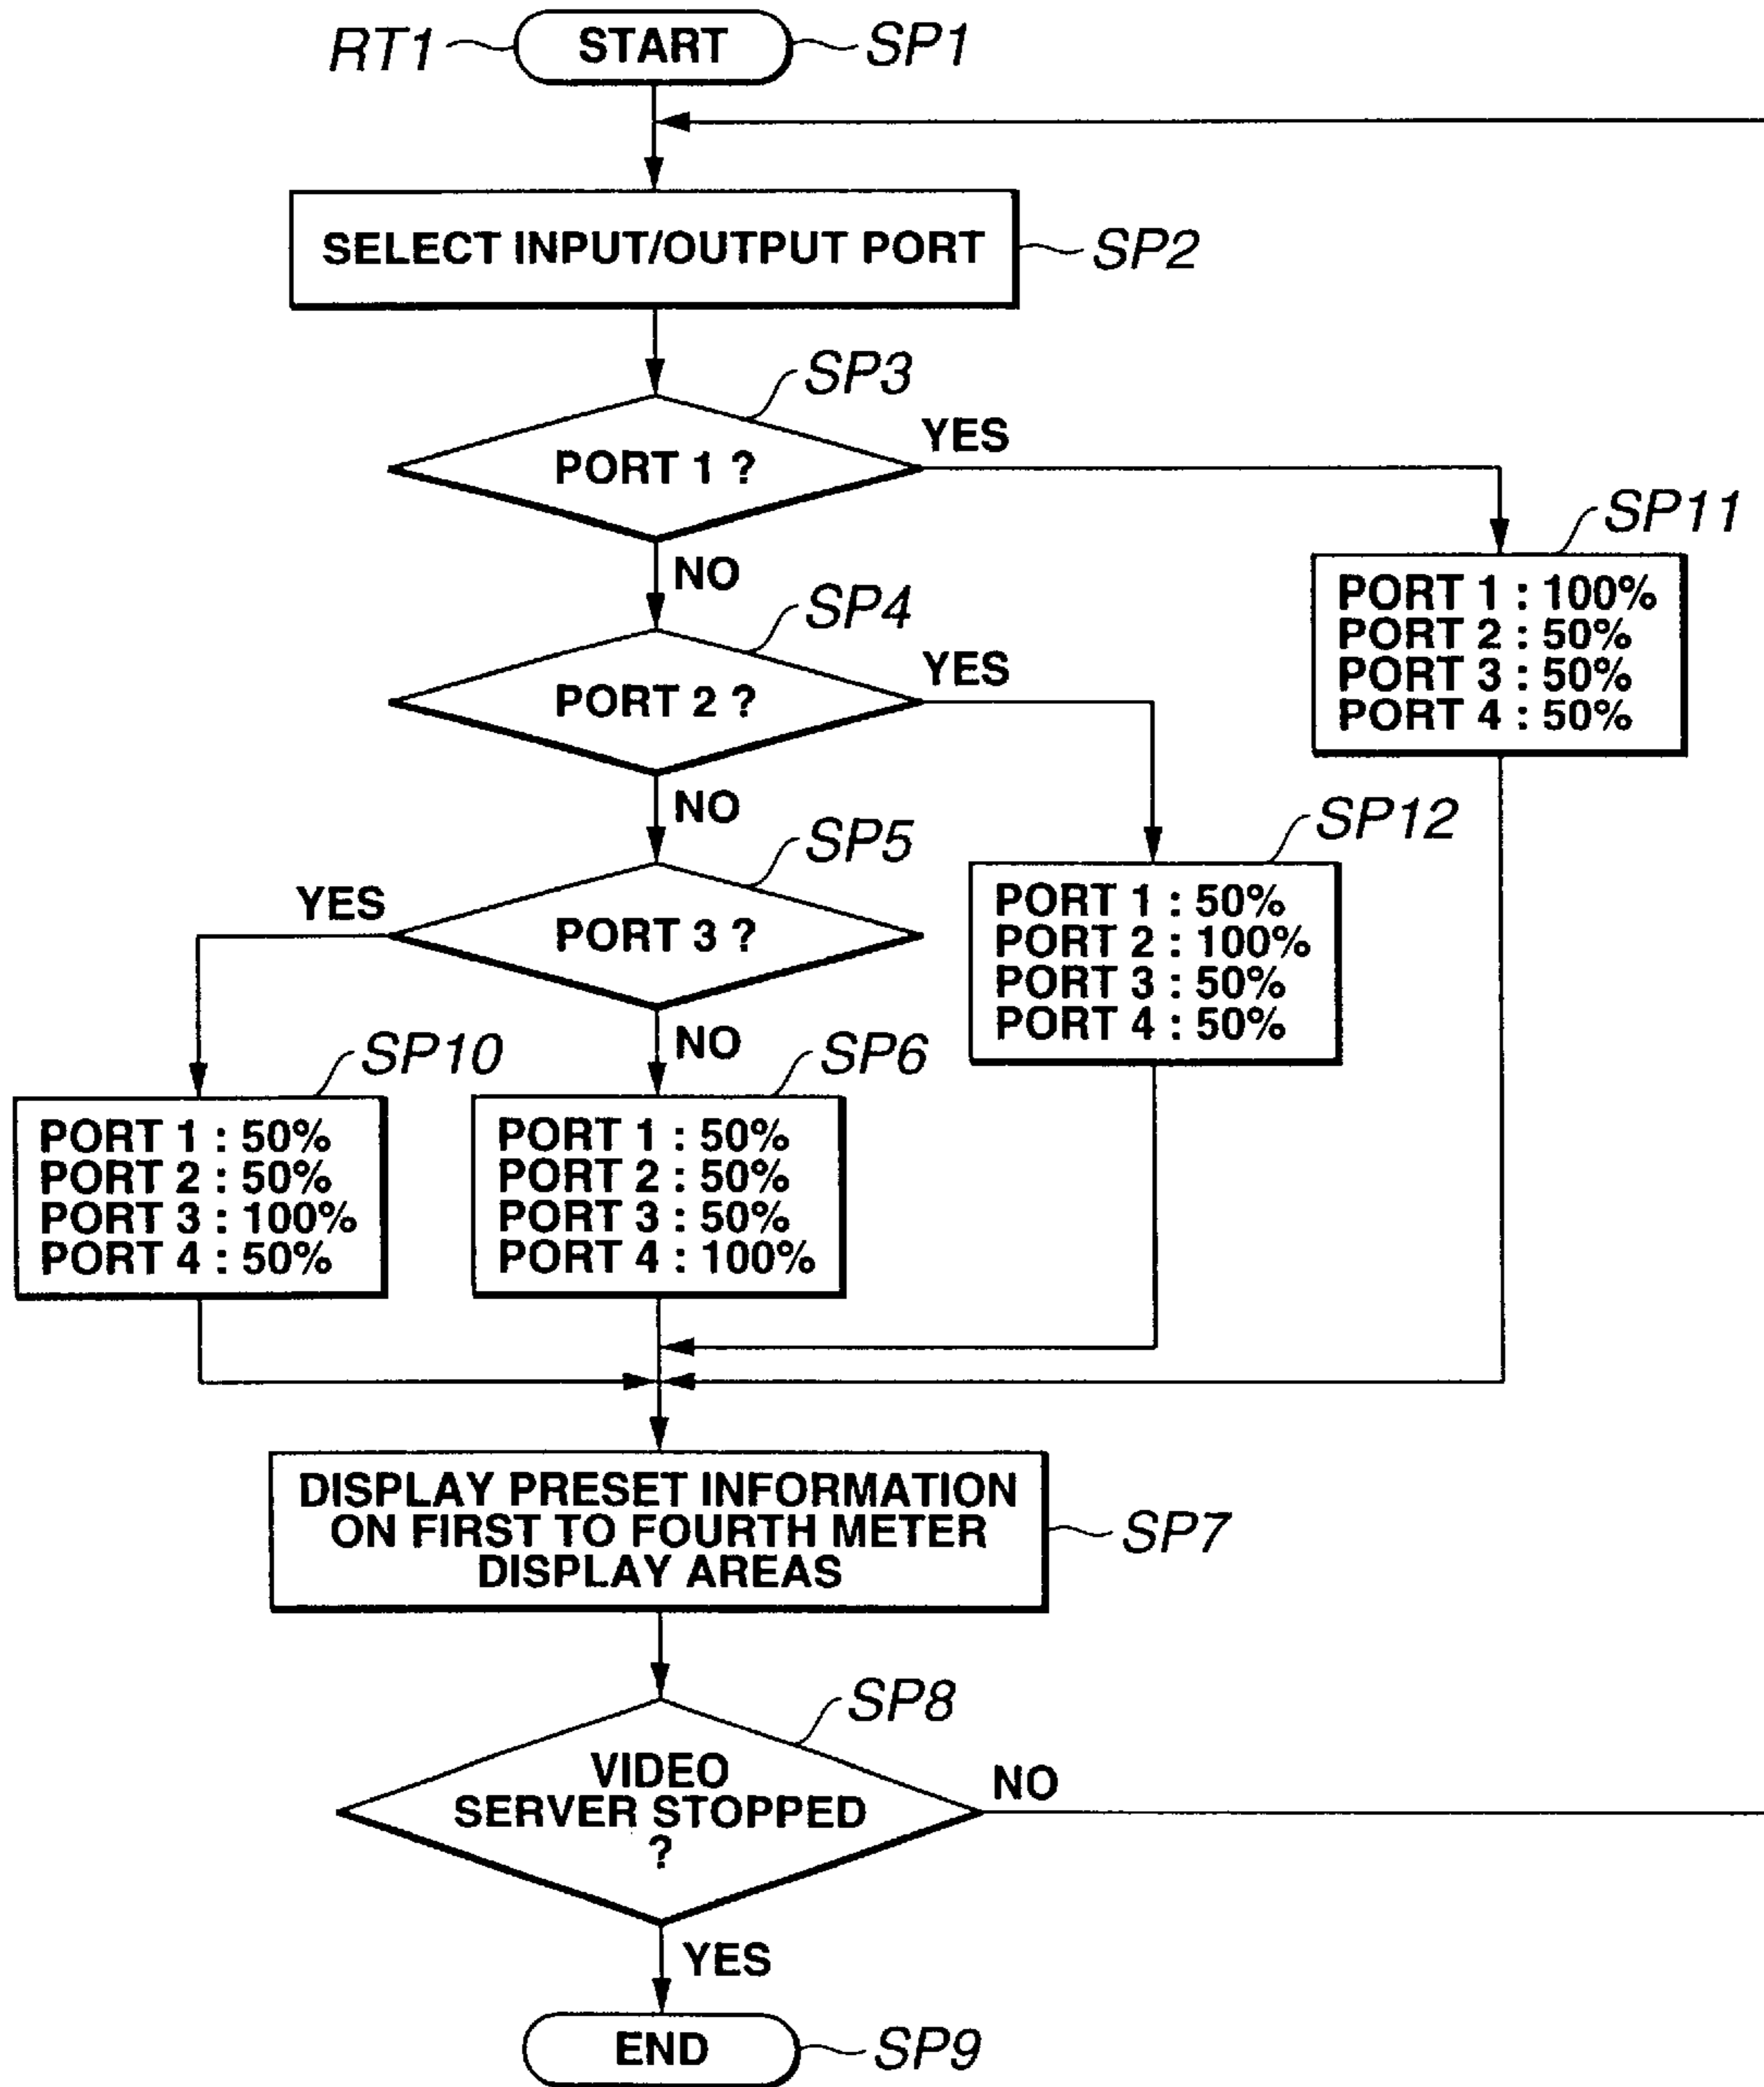 RT1
START
SP1
SELECT INPUT/OUTPUT PORT
SP2
SP3
PORT 1 ?
YES
NO
SP11
PORT 1 : 100%
PORT 2 : 50%
PORT 3 : 50%
PORT 4 : 50%
SP4
PORT 2 ?
YES
NO
SP12
PORT 1 : 50%
PORT 2 : 100%
PORT 3 : 50%
PORT 4 : 50%
SP5
YES
PORT 3 ?
NO
SP10
PORT 1 : 50%
PORT 2 : 50%
PORT 3 : 100%
PORT 4 : 50%
SP6
PORT 1 : 50%
PORT 2 : 50%
PORT 3 : 50%
PORT 4 : 100%
DISPLAY PRESET INFORMATION
ON FIRST TO FOURTH METER
DISPLAY AREAS
SP7
SP8
VIDEO
SERVER STOPPED
?
NO
YES
END
SP9